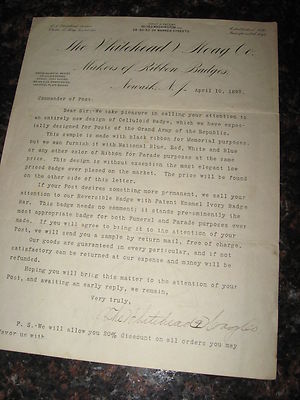 The Whitehead & Hoag Co.
Makers of Ribbon Badges,
Newark, N.J. April 10, 1897.
Commander of Post.
Dear Sir:-We take pleasure in calling your attention to
an entirely new design of Celluloid Badge, which we have espec-
ially designed for Posts of the Grand Army of the Republic.
This sample is made with black ribbon for Memorial purposes,
but we can furnish it with National Blue, Red, White and Blue
or any other color of Ribbon for Parade purposes at the same
price. This design is without exception the most elegant low
priced Badge ever placed on the market. The price will be found
on the other side of this letter.
If your Post desires something more permanent, we call your
attention to our Reversible Badge with Patent Enamel Ivory Badge
Bar. This Badge needs no comment; it stands pre-eminently the
most appropriate badge for both Funeral and Parade purposes ever
made. If you will agree to bring it to the attention of your
Post, we will send you a sample by return mail, free of charge.
Our goods are guaranteed in every particular, and if not
satisfactory can be returned at our expense and money will be
refunded.
Hoping you will bring this matter to the attention of your
Post, and awaiting an early reply, we remain,
Very truly,
The Whitehead & Hoag Co
P. S.-We will allow you 20% discount on all orders you may
favor us with